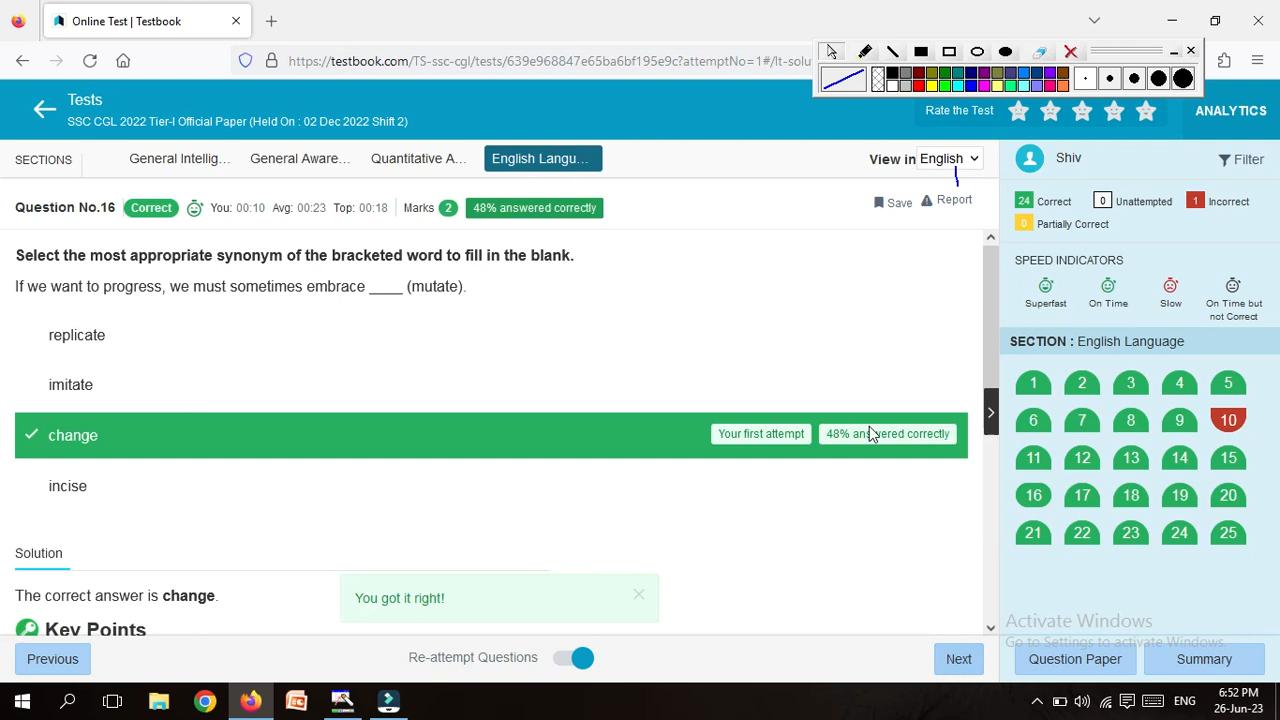 Online Test | Testbook
https://testbook.com/TS-ssc-cgl/tests/639e968847e65ba6bf195e9c?attemptNo=1#/lt-solu
Tests
SSC CGL 2022 Tier-I Official Paper (Held On : 02 Dec 2022 Shift 2)
Rate the Test
ANALYTICS
SECTIONS
General Intellig...
General Aware...
Quantitative A...
English Langu...
View in English
Shiv
Filter
Question No.16 Correct You: 00:10 Avg: 00:23 Top: 00:18 Marks 2 48% answered correctly
Save Report
24 Correct 0 Unattempted 1 Incorrect
0 Partially Correct
Select the most appropriate synonym of the bracketed word to fill in the blank.
If we want to progress, we must sometimes embrace ____ (mutate).
replicate
imitate
change Your first attempt 48% answered correctly
incise
Solution
The correct answer is change.
You got it right!
Key Points
SPEED INDICATORS
Superfast
On Time
Slow
On Time but
not Correct
SECTION : English Language
1 2 3 4 5
6 7 8 9 10
11 12 13 14 15
16 17 18 19 20
21 22 23 24 25
Activate Windows
Go to Settings to activate Windows.
Previous
Re-attempt Questions
Next
Question Paper
Summary
ENG
6:52 PM
26-Jun-23